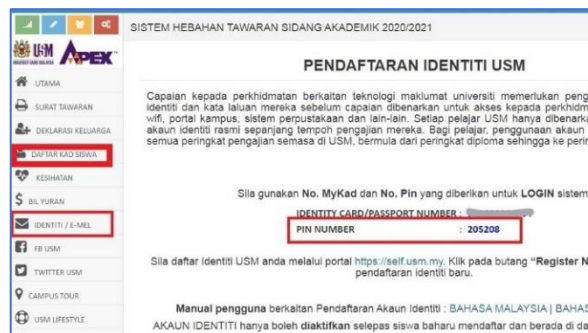 SISTEM HEBAHAN TAWARAN SIDANG AKADEMIK 2020/2021
USM APEX
UTAMA
SURAT TAWARAN
DEKLARASI KELUARGA
DAFTAR KAD SISWA
KESIHATAN
BIL YURAN
IDENTITI / E-MEL
FB USM
TWITTER USM
CAMPUS TOUR
USM LIFESTYLE
PENDAFTARAN IDENTITI USM
Capaian kepada perkhidmatan berkaitan teknologi maklumat universiti memerlukan
identiti dan kata laluan mereka sebelum capaian dibenarkan untuk akses kepada
wifi, portal kampus, sistem perpustakaan dan lain-lain. Setiap pelajar USM hanya
akaun identiti rasmi sepanjang tempoh pengajian mereka. Bagi pelajar, penggunaan akaun
semua peringkat pengajian semasa di USM, bermula dari peringkat diploma sehingga ke
Sila gunakan No. MyKad dan No. Pin yang diberikan untuk LOGIN sistem
IDENTITY CARD/PASSPORT NUMBER :
PIN NUMBER : 205208
Sila daftar Identiti USM anda melalui portal https://self.usm.my. Klik pada butang "Register
pendaftaran identiti baru.
Manual pengguna berkaitan Pendaftaran Akaun Identiti : BAHASA MALAYSIA |
AKAUN IDENTITI hanya boleh diaktifkan selepas siswa baharu mendaftar dan berada di